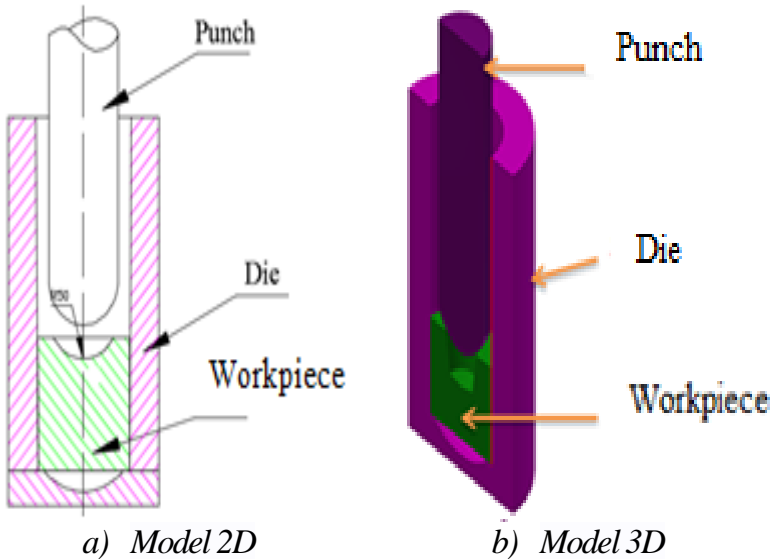 Punch
Die
Workpiece
a) Model 2D
Punch
Die
Workpiece
b) Model 3D